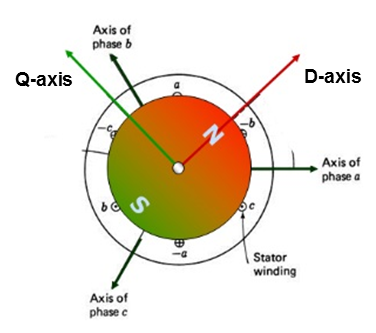 Axis of
phase b
Q-axis
D-axis
a
-c
-b
N
Axis of
phase a
b
S
c
-a
Stator
winding
Axis of
phase c